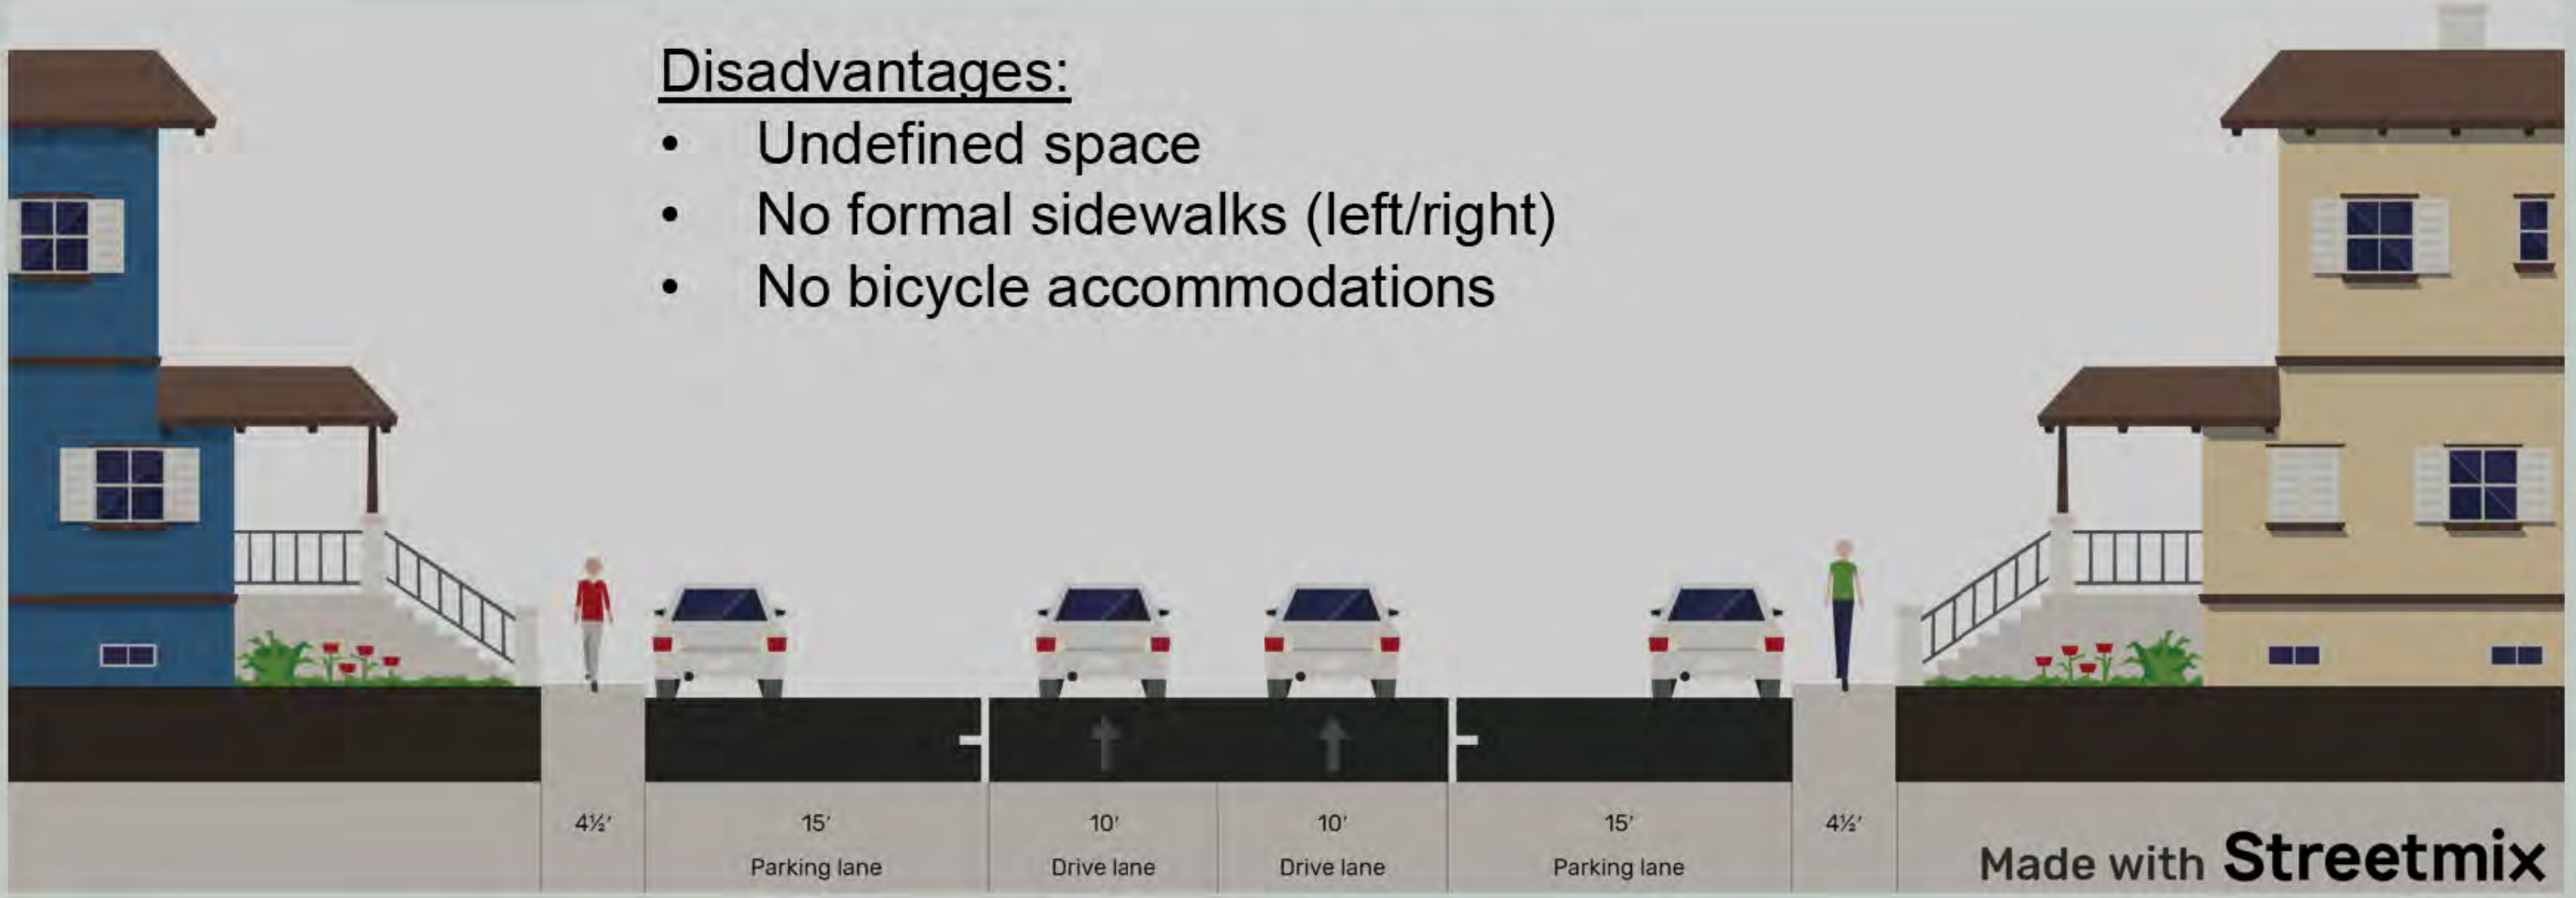 Disadvantages:
• Undefined space
• No formal sidewalks (left/right)
• No bicycle accommodations
4½' 15' 10' 10' 15' 4½'
Parking lane Drive lane Drive lane Parking lane
Made with Streetmix